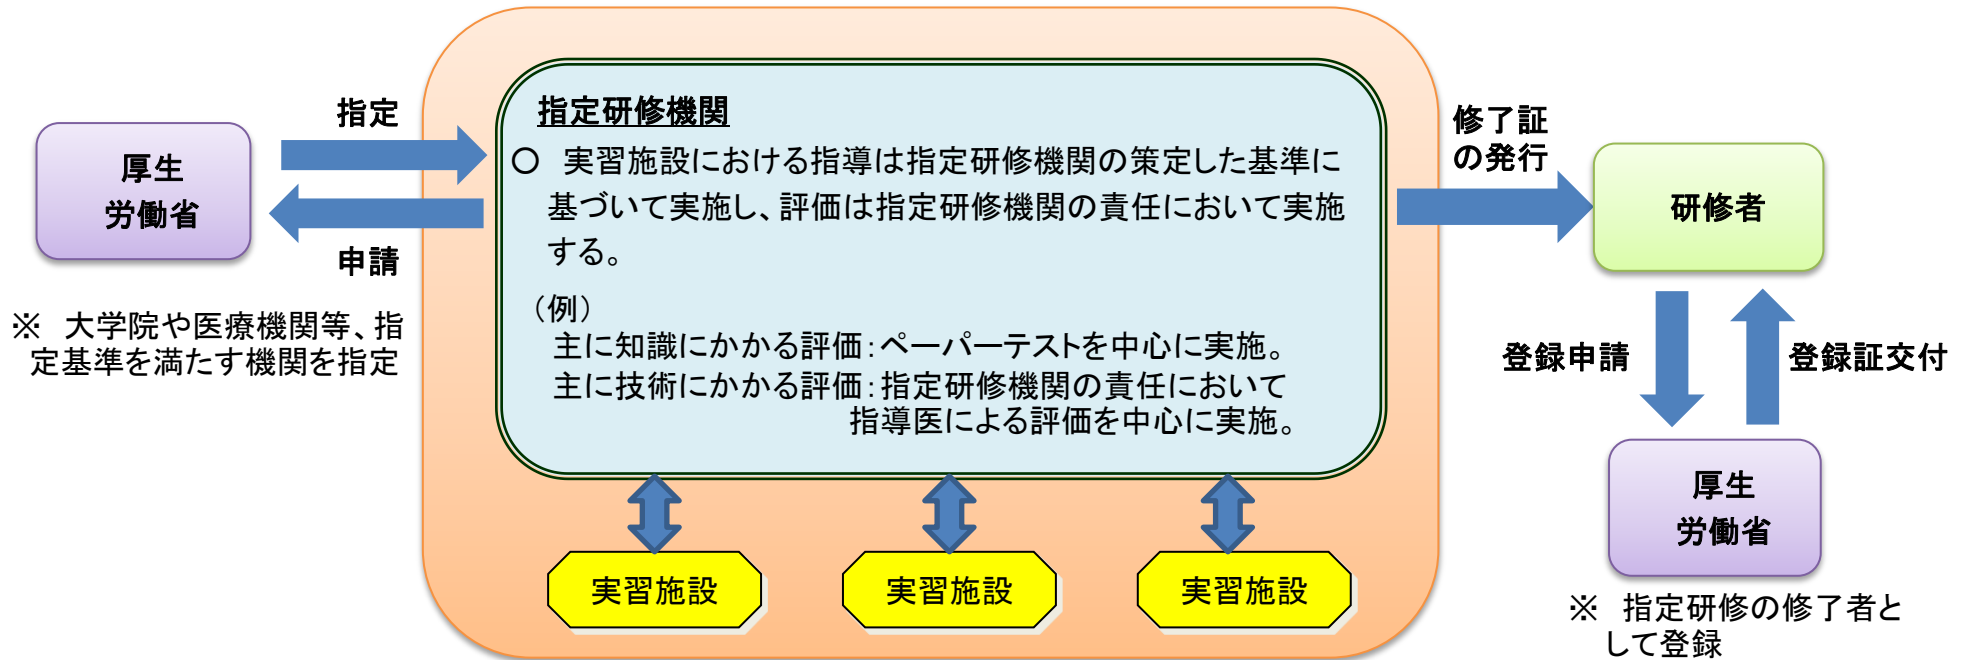 指定
厚生
労働省
申請
※　大学院や医療機関等、指
定基準を満たす機関を指定
指定研修機関
○　実習施設における指導は指定研修機関の策定した基準に
基づいて実施し、評価は指定研修機関の責任において実施
する。
（例）
主に知識にかかる評価：ペーパーテストを中心に実施。
主に技術にかかる評価：指定研修機関の責任において
指導医による評価を中心に実施。
実習施設
実習施設
実習施設
修了証
の発行
研修者
登録申請
登録証交付
厚生
労働省
※　指定研修の修了者と
して登録